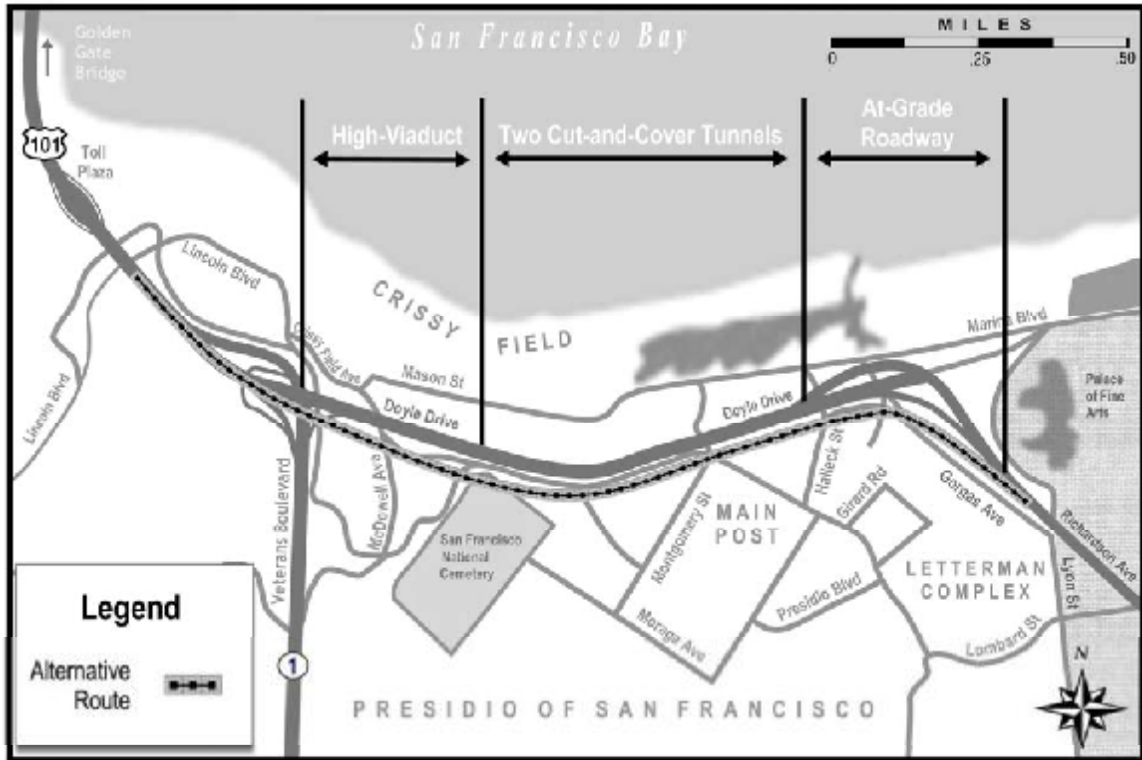 San Francisco Bay
MILES
0 .25 .50
Golden
Gate
Bridge
101
Toll
Plaza
High-Viaduct
Two Cut-and-Cover Tunnels
At-Grade
Roadway
Lincoln Blvd
Lincoln Blvd
CRISSY
FIELD
Crissy Field Ave
Mason St
Doyle Drive
Doyle Drive
Marina Blvd
Palace
of Fine
Arts
Veterans Boulevard
McDowell Ave
San Francisco
National
Cemetery
Montgomery St
MAIN
POST
Halleck St
Girard Rd
Gorgas Ave
Richardson Ave
LETTERMAN
COMPLEX
Lyon St
Presidio Blvd
Moraga Ave
Lombard St
N
1
PRESIDIO OF SAN FRANCISCO
Legend
Alternative
Route